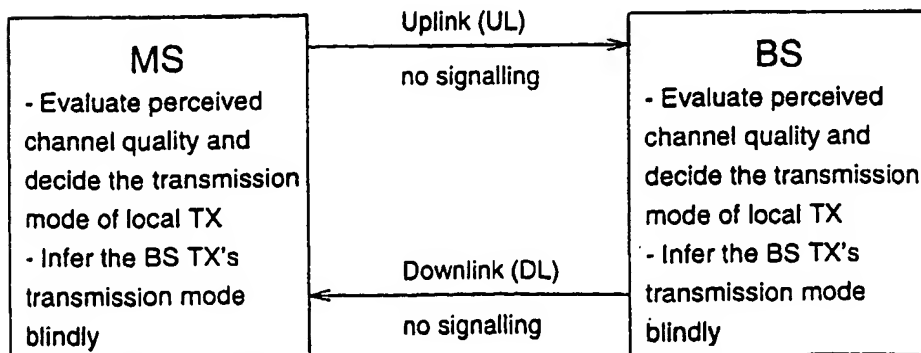 MS
- Evaluate perceived
channel quality and
decide the transmission
mode of local TX
- Infer the BS TX's
transmission mode
blindly
Uplink (UL)
no signalling
Downlink (DL)
no signalling
BS
- Evaluate perceived
channel quality and
decide the transmission
mode of local TX
- Infer the BS TX's
transmission mode
blindly